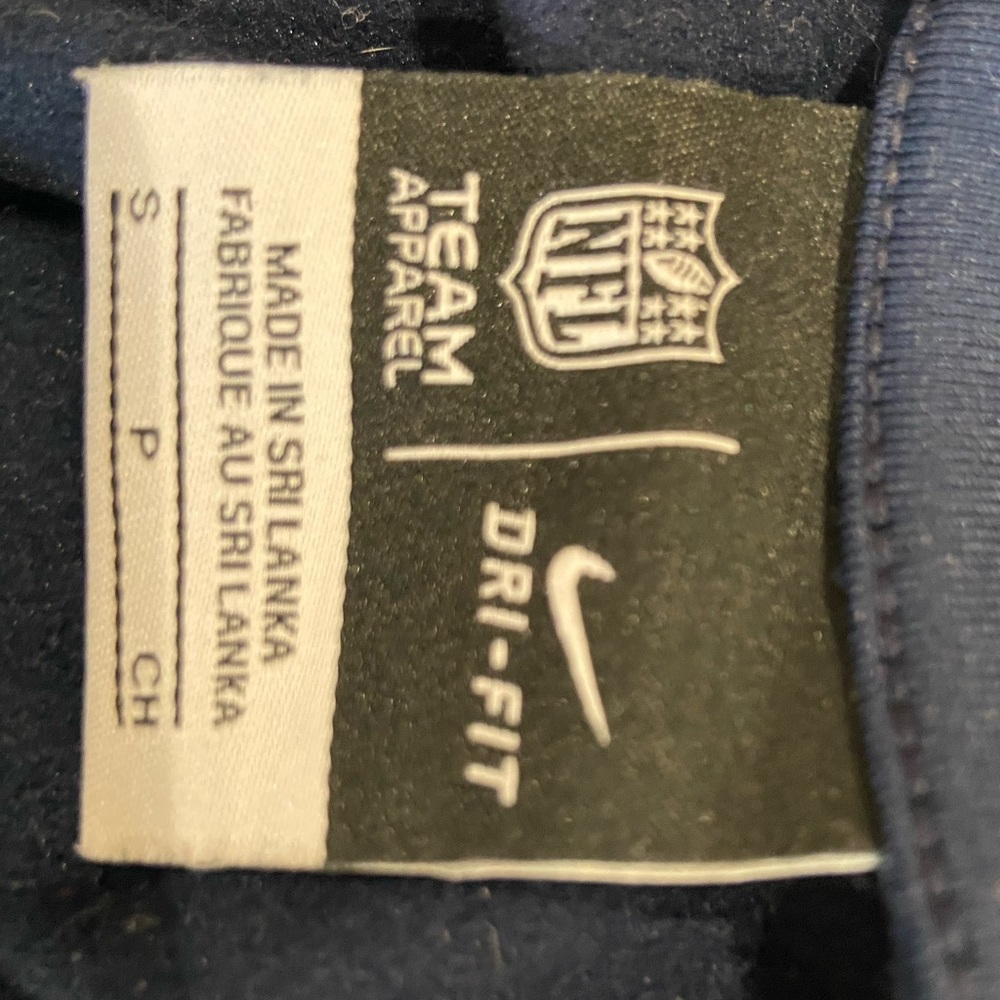 NFL
TEAM
APPAREL
DRI-FIT
MADE IN SRI LANKA
FABRIQUE AU SRI LANKA
S P CH